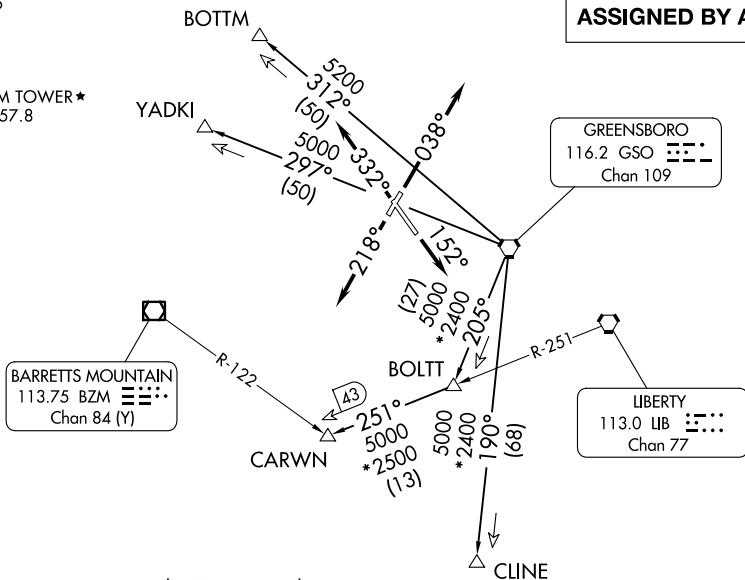 ASSIGNED BY A
BOTTM
M TOWER★
57.8
YADKI
5200
312°
(50)
5000
297°
(50)
332°
038°
218°
152°
GREENSBORO
116.2 GSO
Chan 109
(27)
5000
*2400
205°
BARRETTS MOUNTAIN
113.75 BZM
Chan 84 (Y)
R-122
BOLTT
R-251
LIBERTY
113.0 LIB
Chan 77
43
251°
5000
*2500
(13)
CARWN
5000
*2400
190°
(68)
CLINE